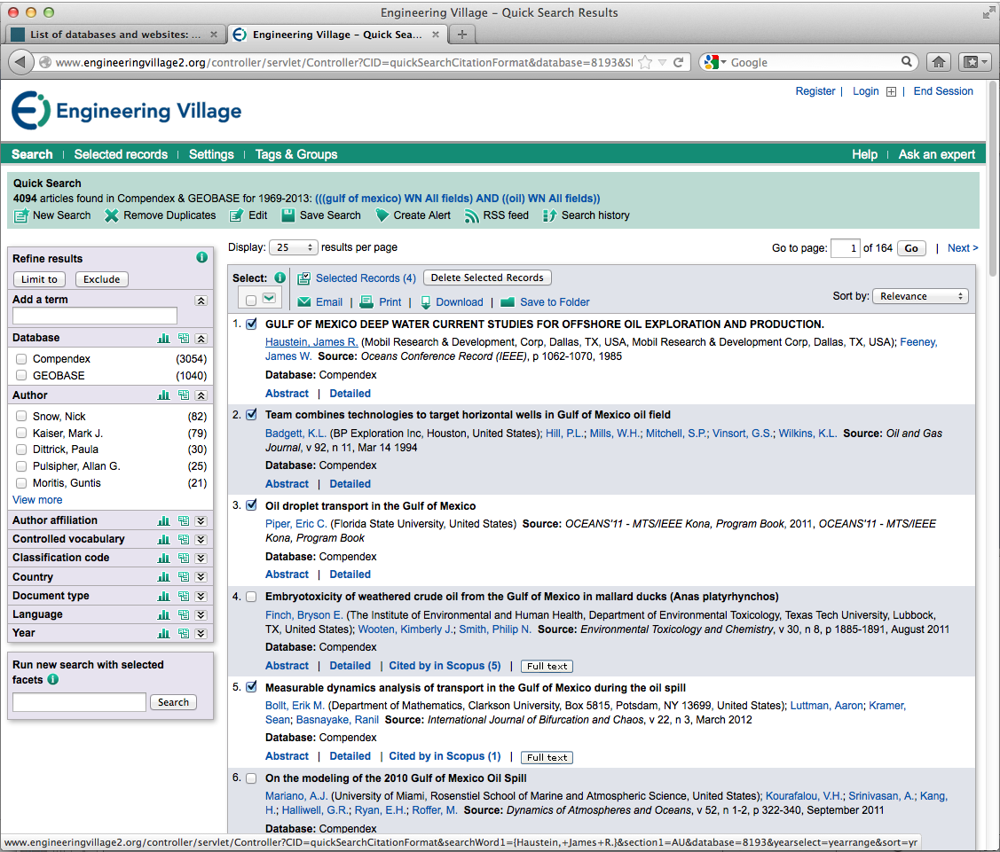 Engineering Village – Quick Search Results
List of databases and websites: ...
Engineering Village – Quick Sea...
www.engineeringvillage2.org/controller/servlet/Controller?CID=quickSearchCitationFormat&database=8193&SI
Google
Register | Login | End Session
Engineering Village
Search | Selected records | Settings | Tags & Groups
Help | Ask an expert
Quick Search
4094 articles found in Compendex & GEOBASE for 1969-2013: (((gulf of mexico) WN All fields) AND ((oil) WN All fields))
New Search Remove Duplicates Edit Save Search Create Alert RSS feed Search history
Display: 25 results per page
Go to page: 1 of 164 Go | Next >
Refine results
Limit to Exclude
Add a term
Database
Compendex (3054)
GEOBASE (1040)
Author
Snow, Nick (82)
Kaiser, Mark J. (79)
Dittrick, Paula (30)
Pulsipher, Allan G. (25)
Moritis, Guntis (21)
View more
Author affiliation
Controlled vocabulary
Classification code
Country
Document type
Language
Year
Run new search with selected
facets
Search
Select:
Selected Records (4) Delete Selected Records
Email | Print | Download | Save to Folder
Sort by: Relevance
1. GULF OF MEXICO DEEP WATER CURRENT STUDIES FOR OFFSHORE OIL EXPLORATION AND PRODUCTION.
Haustein, James R. (Mobil Research & Development, Corp, Dallas, TX, USA, Mobil Research & Development Corp, Dallas, TX, USA); Feeney,
James W. Source: Oceans Conference Record (IEEE), p 1062-1070, 1985
Database: Compendex
Abstract | Detailed
2. Team combines technologies to target horizontal wells in Gulf of Mexico oil field
Badgett, K.L. (BP Exploration Inc, Houston, United States); Hill, P.L.; Mills, W.H.; Mitchell, S.P.; Vinsort, G.S.; Wilkins, K.L. Source: Oil and Gas
Journal, v 92, n 11, Mar 14 1994
Database: Compendex
Abstract | Detailed
3. Oil droplet transport in the Gulf of Mexico
Piper, Eric C. (Florida State University, United States) Source: OCEANS'11 - MTS/IEEE Kona, Program Book, 2011, OCEANS'11 - MTS/IEEE
Kona, Program Book
Database: Compendex
Abstract | Detailed
4. Embryotoxicity of weathered crude oil from the Gulf of Mexico in mallard ducks (Anas platyrhynchos)
Finch, Bryson E. (The Institute of Environmental and Human Health, Department of Environmental Toxicology, Texas Tech University, Lubbock,
TX, United States); Wooten, Kimberly J.; Smith, Philip N. Source: Environmental Toxicology and Chemistry, v 30, n 8, p 1885-1891, August 2011
Database: Compendex
Abstract | Detailed | Cited by in Scopus (5) | Full text
5. Measurable dynamics analysis of transport in the Gulf of Mexico during the oil spill
Bollt, Erik M. (Department of Mathematics, Clarkson University, Box 5815, Potsdam, NY 13699, United States); Luttman, Aaron; Kramer,
Sean; Basnayake, Ranil Source: International Journal of Bifurcation and Chaos, v 22, n 3, March 2012
Database: Compendex
Abstract | Detailed | Cited by in Scopus (1) | Full text
6. On the modeling of the 2010 Gulf of Mexico Oil Spill
Mariano, A.J. (University of Miami, Rosenstiel School of Marine and Atmospheric Science, United States); Kourafalou, V.H.; Srinivasan, A.; Kang,
H.; Halliwell, G.R.; Ryan, E.H.; Roffer, M. Source: Dynamics of Atmospheres and Oceans, v 52, n 1-2, p 322-340, September 2011
Database: Compendex
www.engineeringvillage2.org/controller/servlet/Controller?CID=quickSearchCitationFormat&searchWord1={Haustein,+James+R.}&section1=AU&database=8193&yearselect=yearrange&sort=yr